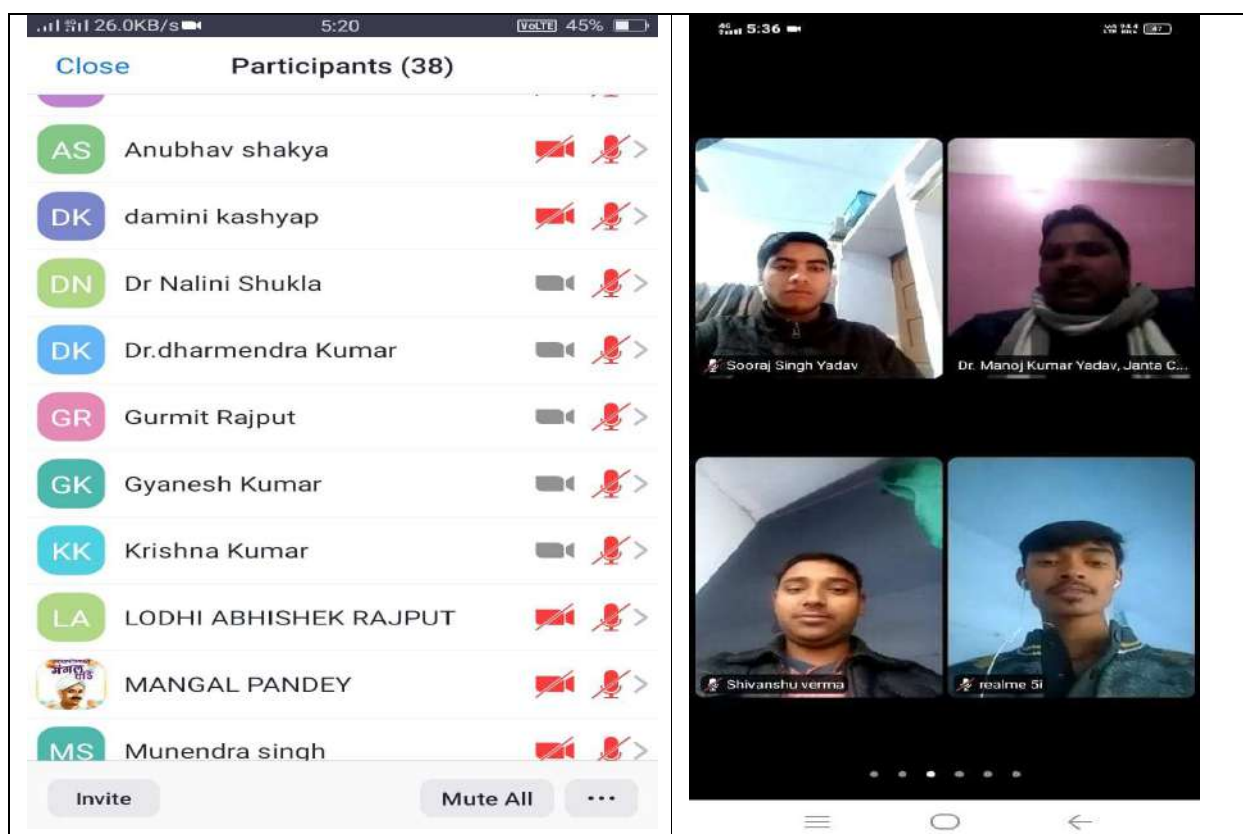 26.0KB/s 5:20 VoLTE 45%
Close Participants (38)
AS Anubhav shakya
DK damini kashyap
DN Dr Nalini Shukla
DK Dr.dharmendra Kumar
GR Gurmit Rajput
GK Gyanesh Kumar
KK Krishna Kumar
LA LODHI ABHISHEK RAJPUT
मंगल पांडे
MANGAL PANDEY
MS Munendra singh
Invite Mute All ...
4G 5:36
Sooraj Singh Yadav
Dr. Manoj Kumar Yadav, Janta C...
Shivanshu verma
realme 5i